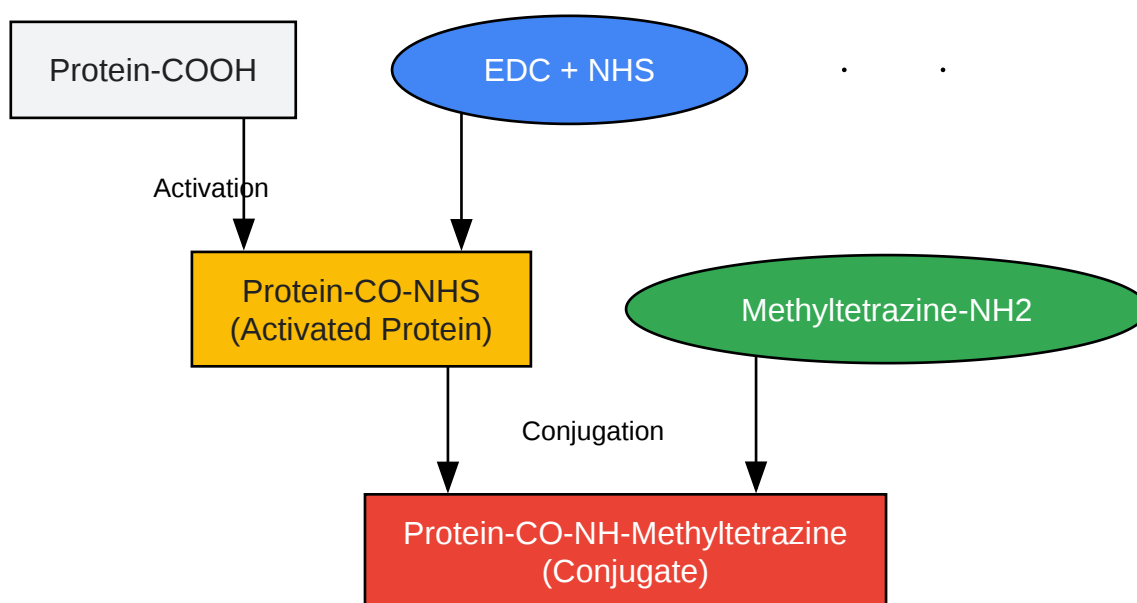 Protein-COOH
EDC + NHS
Activation
Protein-CO-NHS
(Activated Protein)
Methyltetrazine-NH2
Conjugation
Protein-CO-NH-Methyltetrazine
(Conjugate)